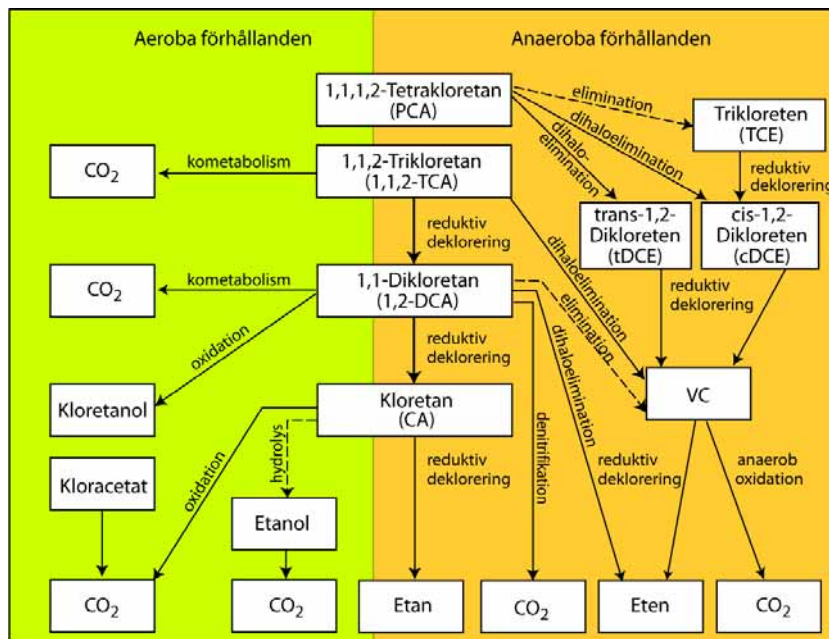 Aeroba förhållanden
Anaeroba förhållanden
1,1,1,2-Tetrakloretan
(PCA)
elimination
Trikloreten
(TCE)
dihaloelimination
dihalo-
elimination
reduktiv
deklorering
CO2
kometabolism
1,1,2-Trikloretan
(1,1,2-TCA)
trans-1,2-
Dikloreten
(tDCE)
cis-1,2-
Dikloreten
(cDCE)
reduktiv
deklorering
dihaloelimination
reduktiv
deklorering
CO2
kometabolism
1,1-Dikloretan
(1,2-DCA)
elimination
oxidation
reduktiv
deklorering
dihaloelimination
Kloretanol
Kloretan
(CA)
VC
denitrifikation
hydrolys
oxidation
reduktiv
deklorering
reduktiv
deklorering
anaerob
oxidation
Kloracetat
Etanol
CO2
CO2
Etan
CO2
Eten
CO2